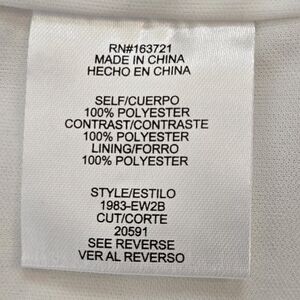 RN#163721
MADE IN CHINA
HECHO EN CHINA
SELF/CUERPO
100% POLYESTER
CONTRAST/CONTRASTE
100% POLYESTER
LINING/FORRO
100% POLYESTER
STYLE/ESTILO
1983-EW2B
CUT/CORTE
20591
SEE REVERSE
VER AL REVERSO